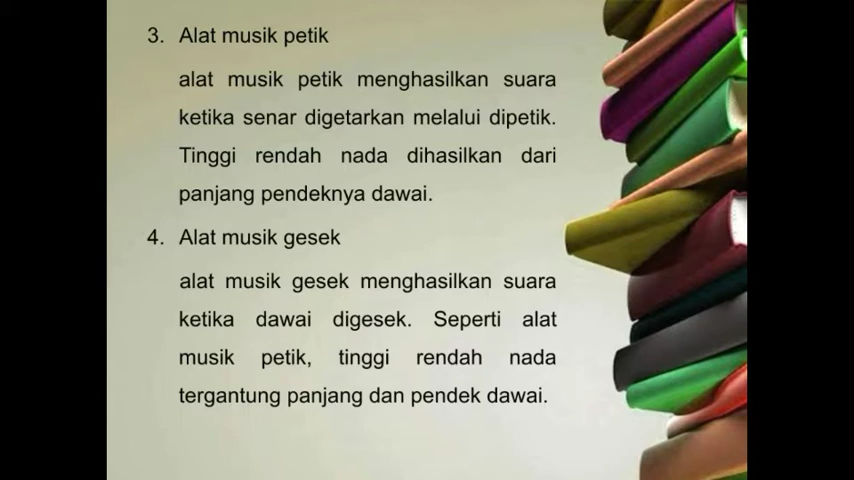 3. Alat musik petik
alat musik petik menghasilkan suara
ketika senar digetarkan melalui dipetik.
Tinggi rendah nada dihasilkan dari
panjang pendeknya dawai.
4. Alat musik gesek
alat musik gesek menghasilkan suara
ketika dawai digesek. Seperti alat
musik petik, tinggi rendah nada
tergantung panjang dan pendek dawai.